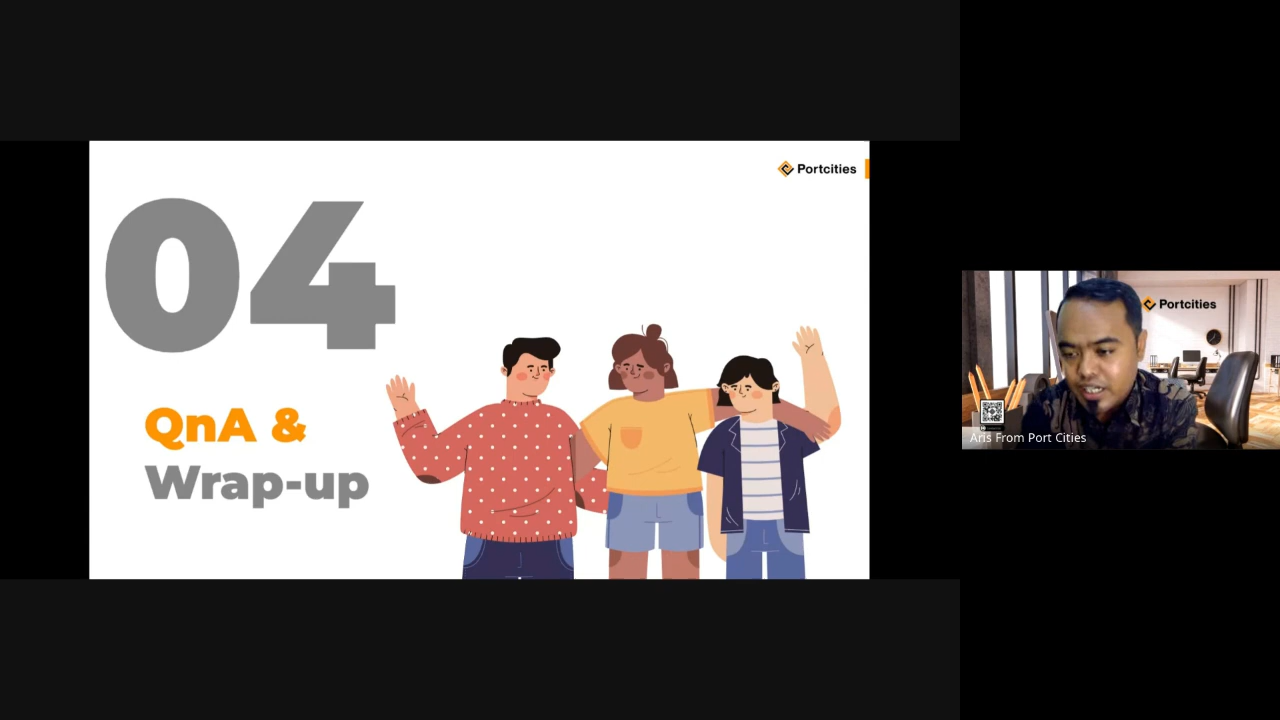 Portcities
04
QnA &
Wrap-up
Portcities
Aris From Port Cities